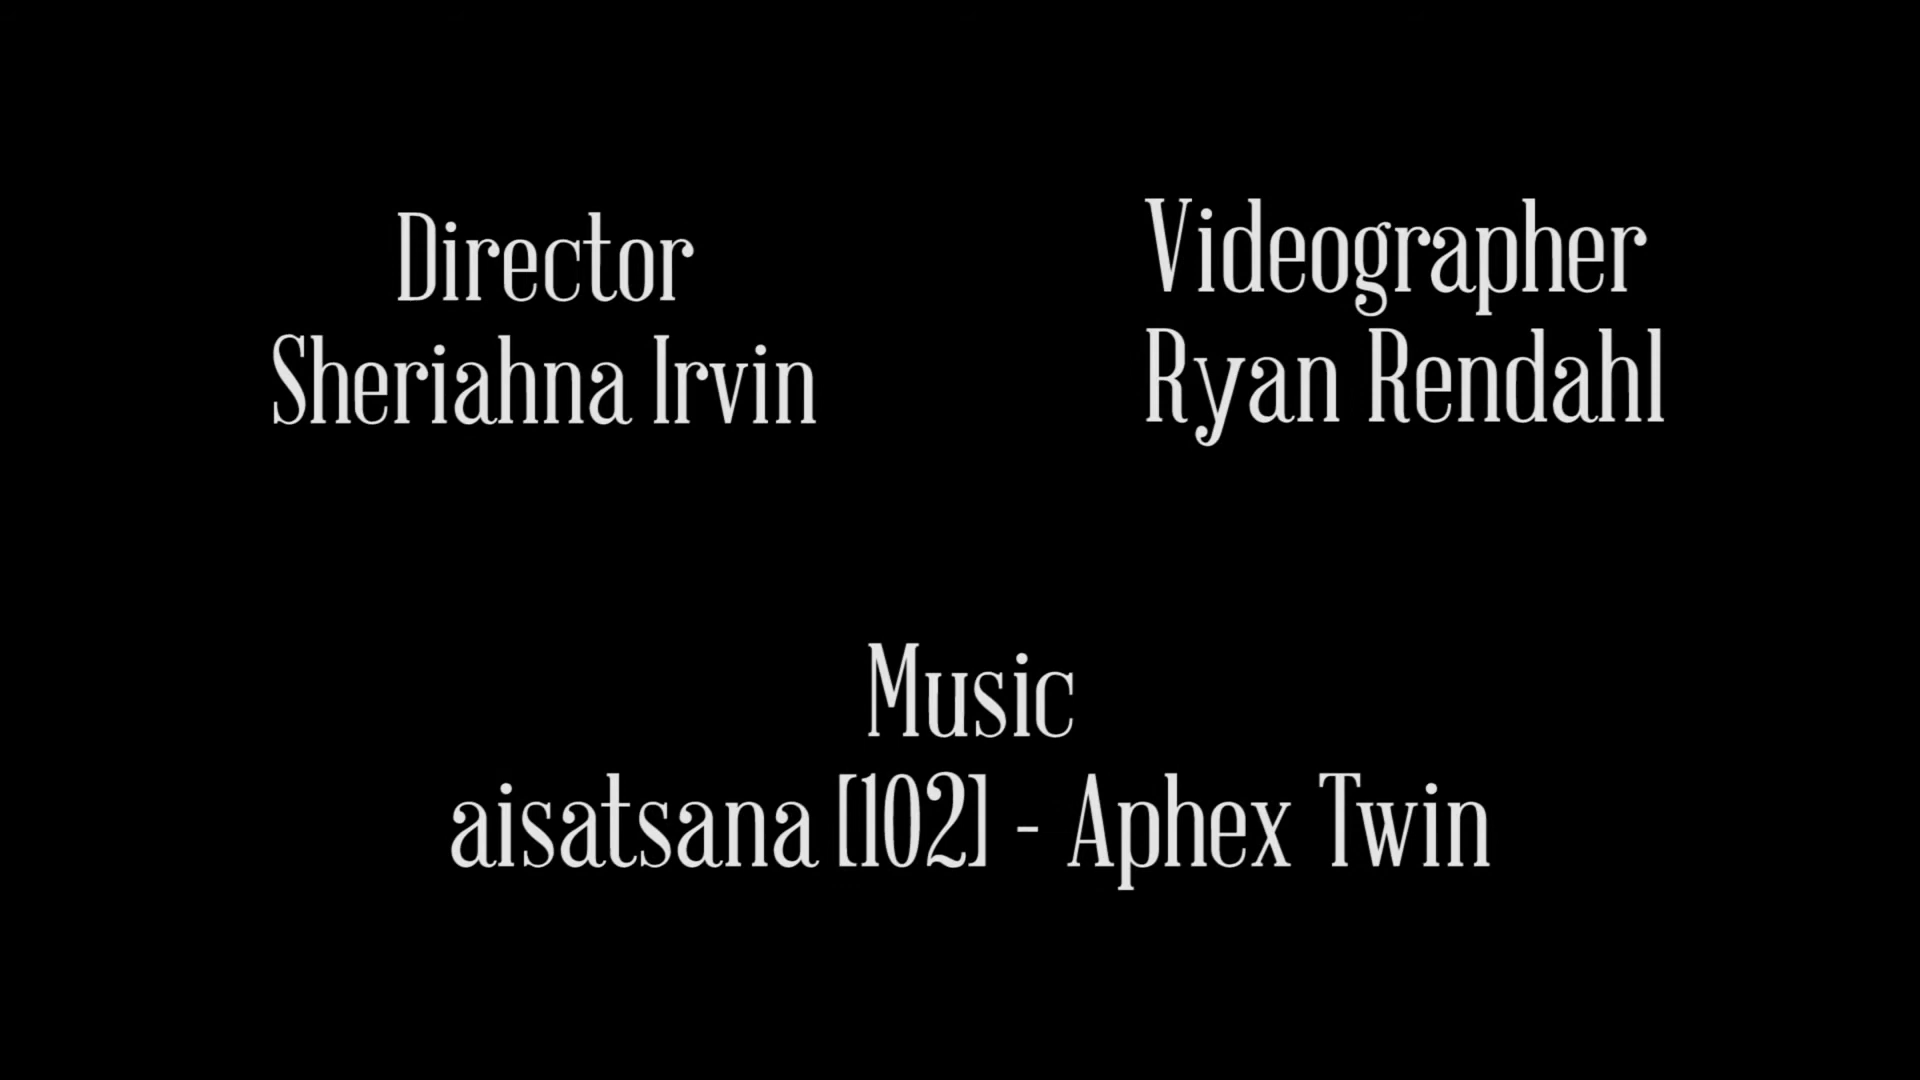 Director
Sheriahna Irvin
Videographer
Ryan Rendahl
Music
aisatsana [102] - Aphex Twin